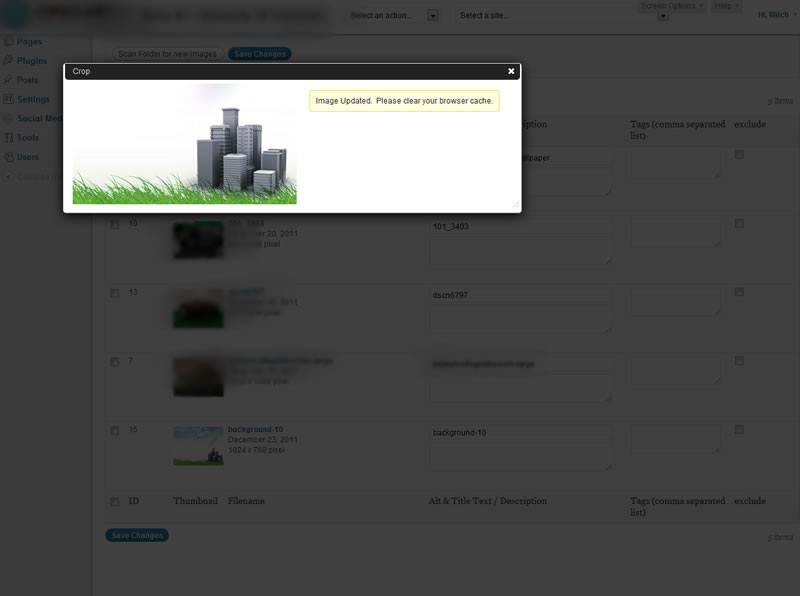 Screen Options
Help
Select an action...
Select a site...
Hi, Mitch
Pages
Plugins
Posts
Settings
Social Med
Tools
Users
Scan Folder for new images
Save Changes
Crop
Image Updated. Please clear your browser cache.
5 items
Tags (comma separated
list)
exclude
10
101_3403
December 20, 2011
pixel
101_3403
13
dscn6797
2011
pixel
dscn6797
7
pixel
15
background-10
December 23, 2011
1024 x 768 pixel
background-10
ID
Thumbnail
Filename
Alt & Title Text / Description
Tags (comma separated
list)
exclude
Save Changes
5 items